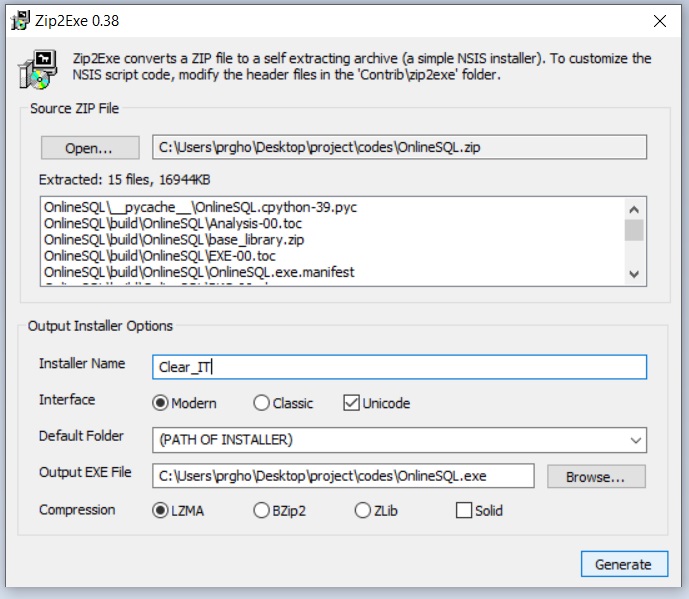 Zip2Exe 0.38
Zip2Exe converts a ZIP file to a self extracting archive (a simple NSIS installer). To customize the
NSIS script code, modify the header files in the 'Contrib\zip2exe' folder.
Source ZIP File
Open... C:\Users\prgho\Desktop\project\codes\OnlineSQL.zip
Extracted: 15 files, 16944KB
OnlineSQL\__pycache__\OnlineSQL.cpython-39.pyc
OnlineSQL\build\OnlineSQL\Analysis-00.toc
OnlineSQL\build\OnlineSQL\base_library.zip
OnlineSQL\build\OnlineSQL\EXE-00.toc
OnlineSQL\build\OnlineSQL\OnlineSQL.exe.manifest
Output Installer Options
Installer Name Clear_IT
Interface Modern Classic Unicode
Default Folder (PATH OF INSTALLER)
Output EXE File C:\Users\prgho\Desktop\project\codes\OnlineSQL.exe Browse...
Compression LZMA BZip2 ZLib Solid
Generate